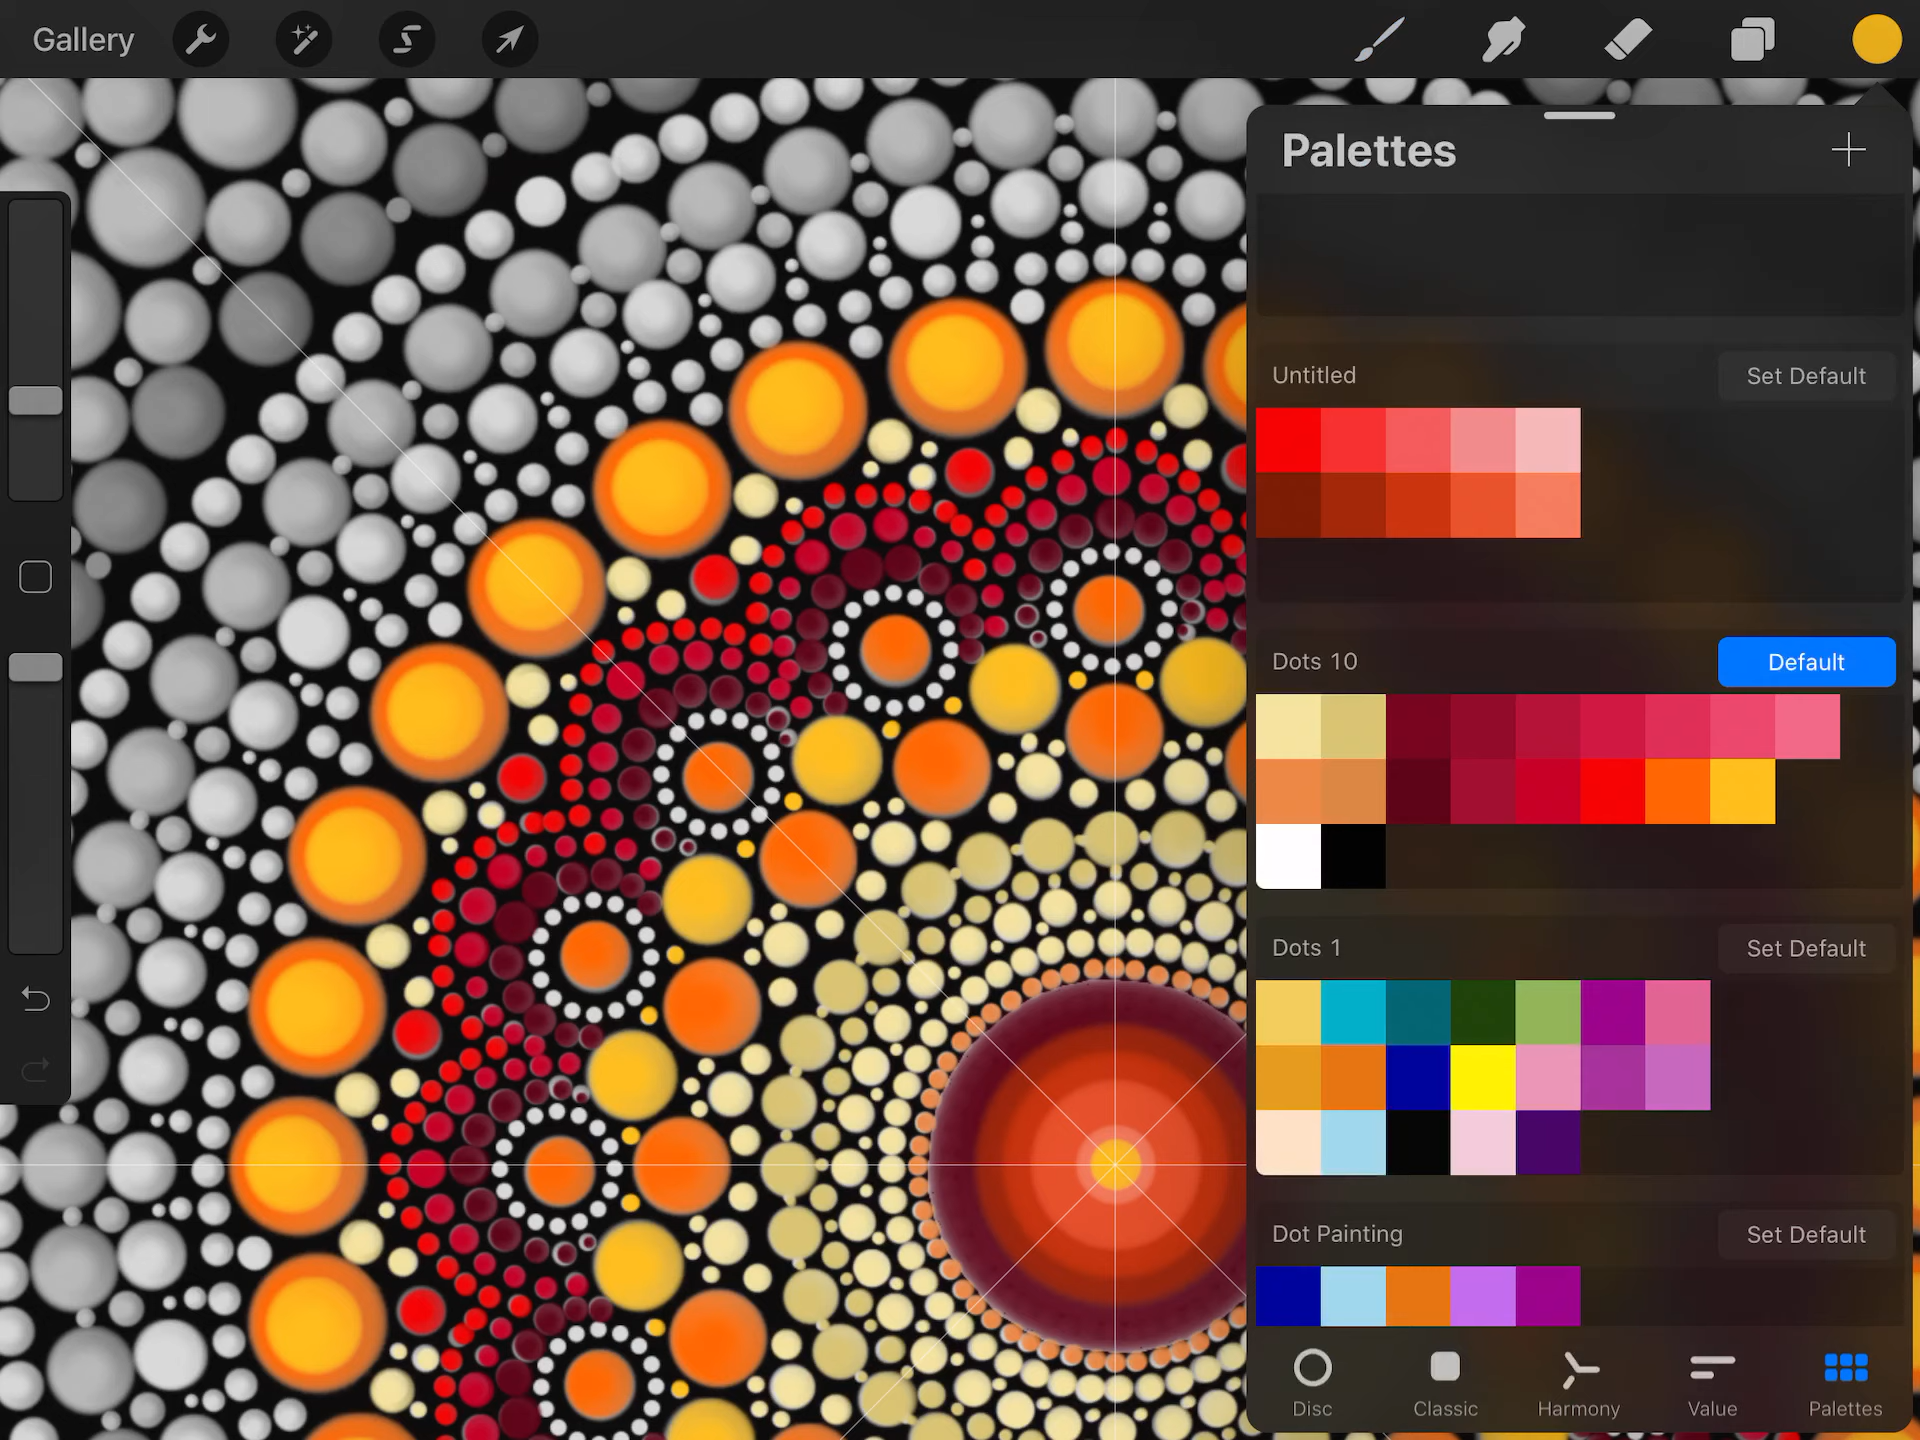 Gallery
Palettes
Untitled
Set Default
Dots 10
Default
Dots 1
Set Default
Dot Painting
Set Default
Disc
Classic
Harmony
Value
Palettes